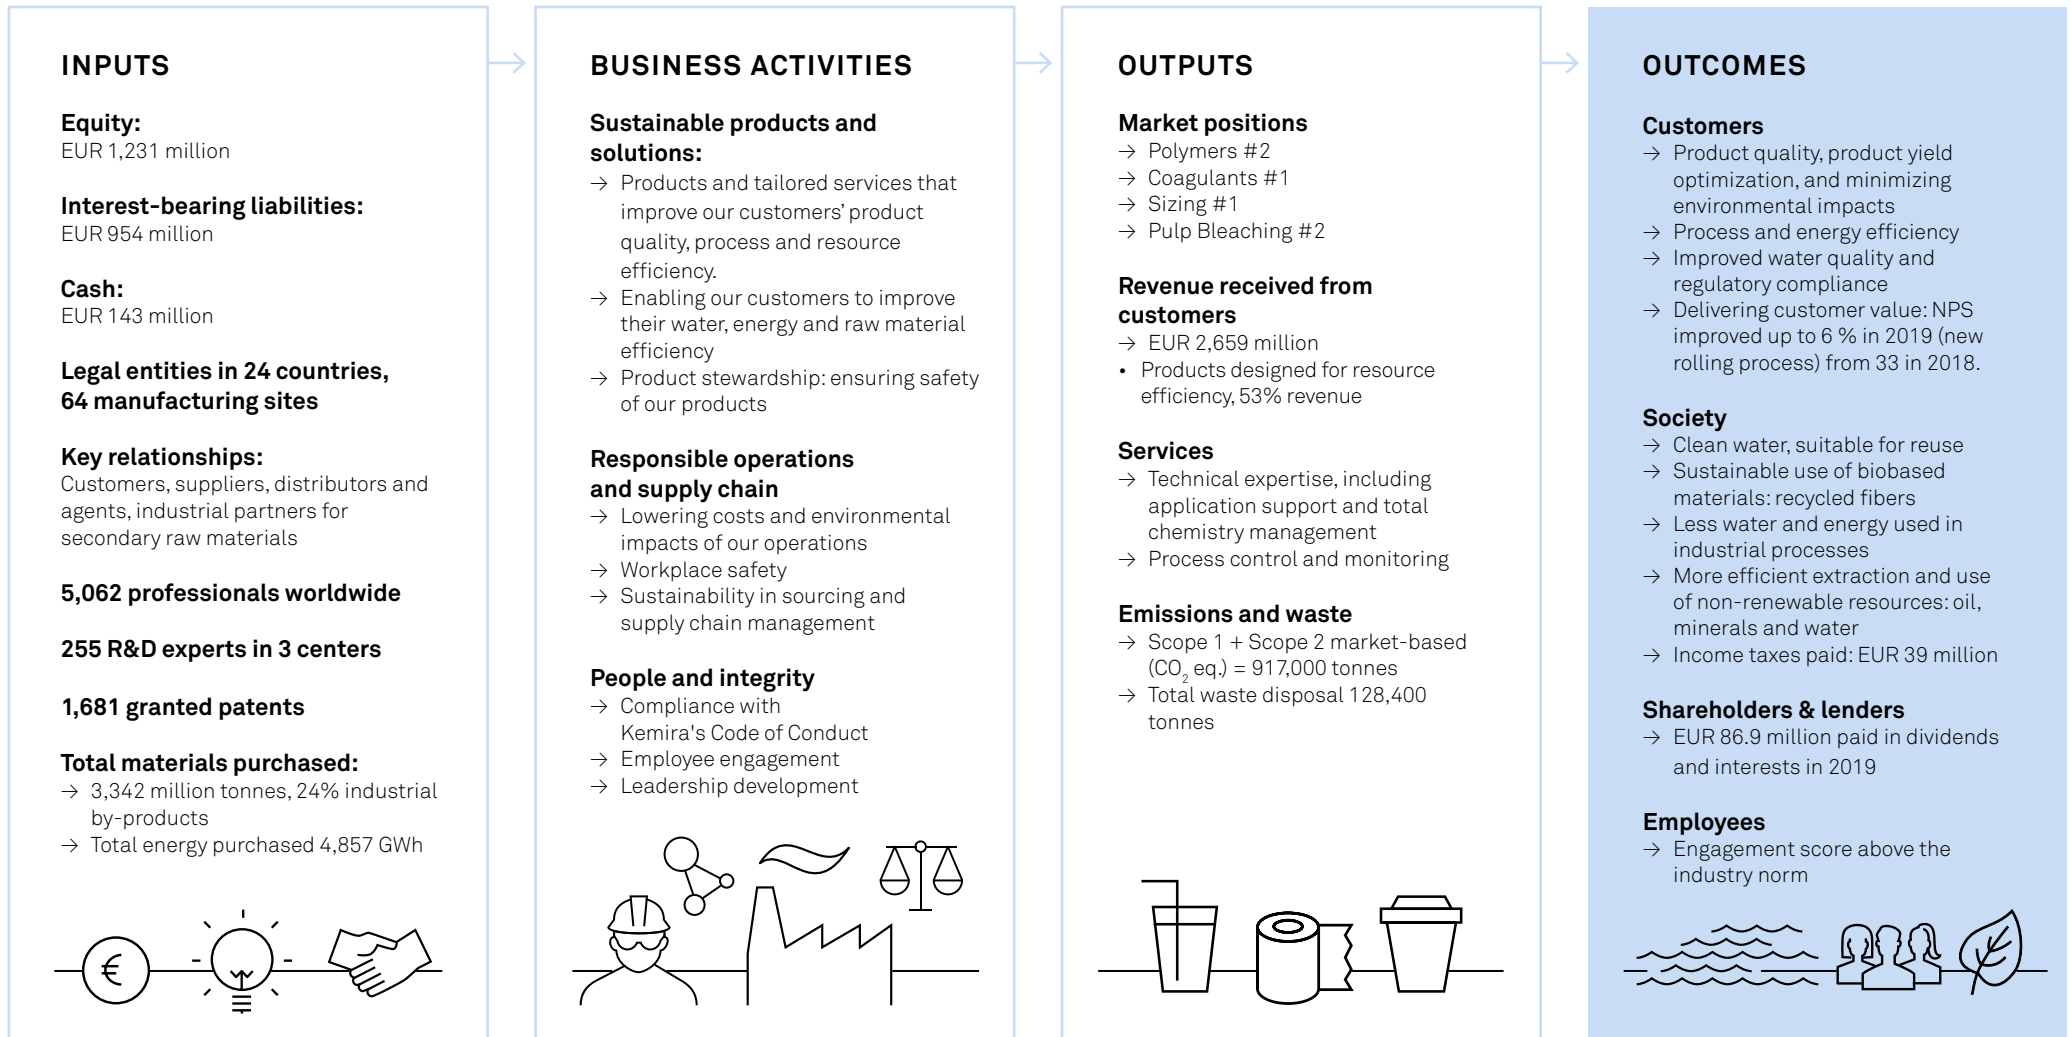 INPUTS
Equity:
EUR 1,231 million
Interest-bearing liabilities:
EUR 954 million
Cash:
EUR 143 million
Legal entities in 24 countries,
64 manufacturing sites
Key relationships:
Customers, suppliers, distributors and
agents, industrial partners for
secondary raw materials
5,062 professionals worldwide
255 R&D experts in 3 centers
1,681 granted patents
Total materials purchased:
→ 3,342 million tonnes, 24% industrial
by-products
→ Total energy purchased 4,857 GWh
€
BUSINESS ACTIVITIES
Sustainable products and
solutions:
→ Products and tailored services that
improve our customers’ product
quality, process and resource
efficiency.
→ Enabling our customers to improve
their water, energy and raw material
efficiency
→ Product stewardship: ensuring safety
of our products
Responsible operations
and supply chain
→ Lowering costs and environmental
impacts of our operations
→ Workplace safety
→ Sustainability in sourcing and
supply chain management
People and integrity
→ Compliance with
Kemira's Code of Conduct
→ Employee engagement
→ Leadership development
OUTPUTS
Market positions
→ Polymers #2
→ Coagulants #1
→ Sizing #1
→ Pulp Bleaching #2
Revenue received from
customers
→ EUR 2,659 million
• Products designed for resource
efficiency, 53% revenue
Services
→ Technical expertise, including
application support and total
chemistry management
→ Process control and monitoring
Emissions and waste
→ Scope 1 + Scope 2 market-based
(CO₂ eq.) = 917,000 tonnes
→ Total waste disposal 128,400
tonnes
OUTCOMES
Customers
→ Product quality, product yield
optimization, and minimizing
environmental impacts
→ Process and energy efficiency
→ Improved water quality and
regulatory compliance
→ Delivering customer value: NPS
improved up to 6 % in 2019 (new
rolling process) from 33 in 2018.
Society
→ Clean water, suitable for reuse
→ Sustainable use of biobased
materials: recycled fibers
→ Less water and energy used in
industrial processes
→ More efficient extraction and use
of non-renewable resources: oil,
minerals and water
→ Income taxes paid: EUR 39 million
Shareholders & lenders
→ EUR 86.9 million paid in dividends
and interests in 2019
Employees
→ Engagement score above the
industry norm